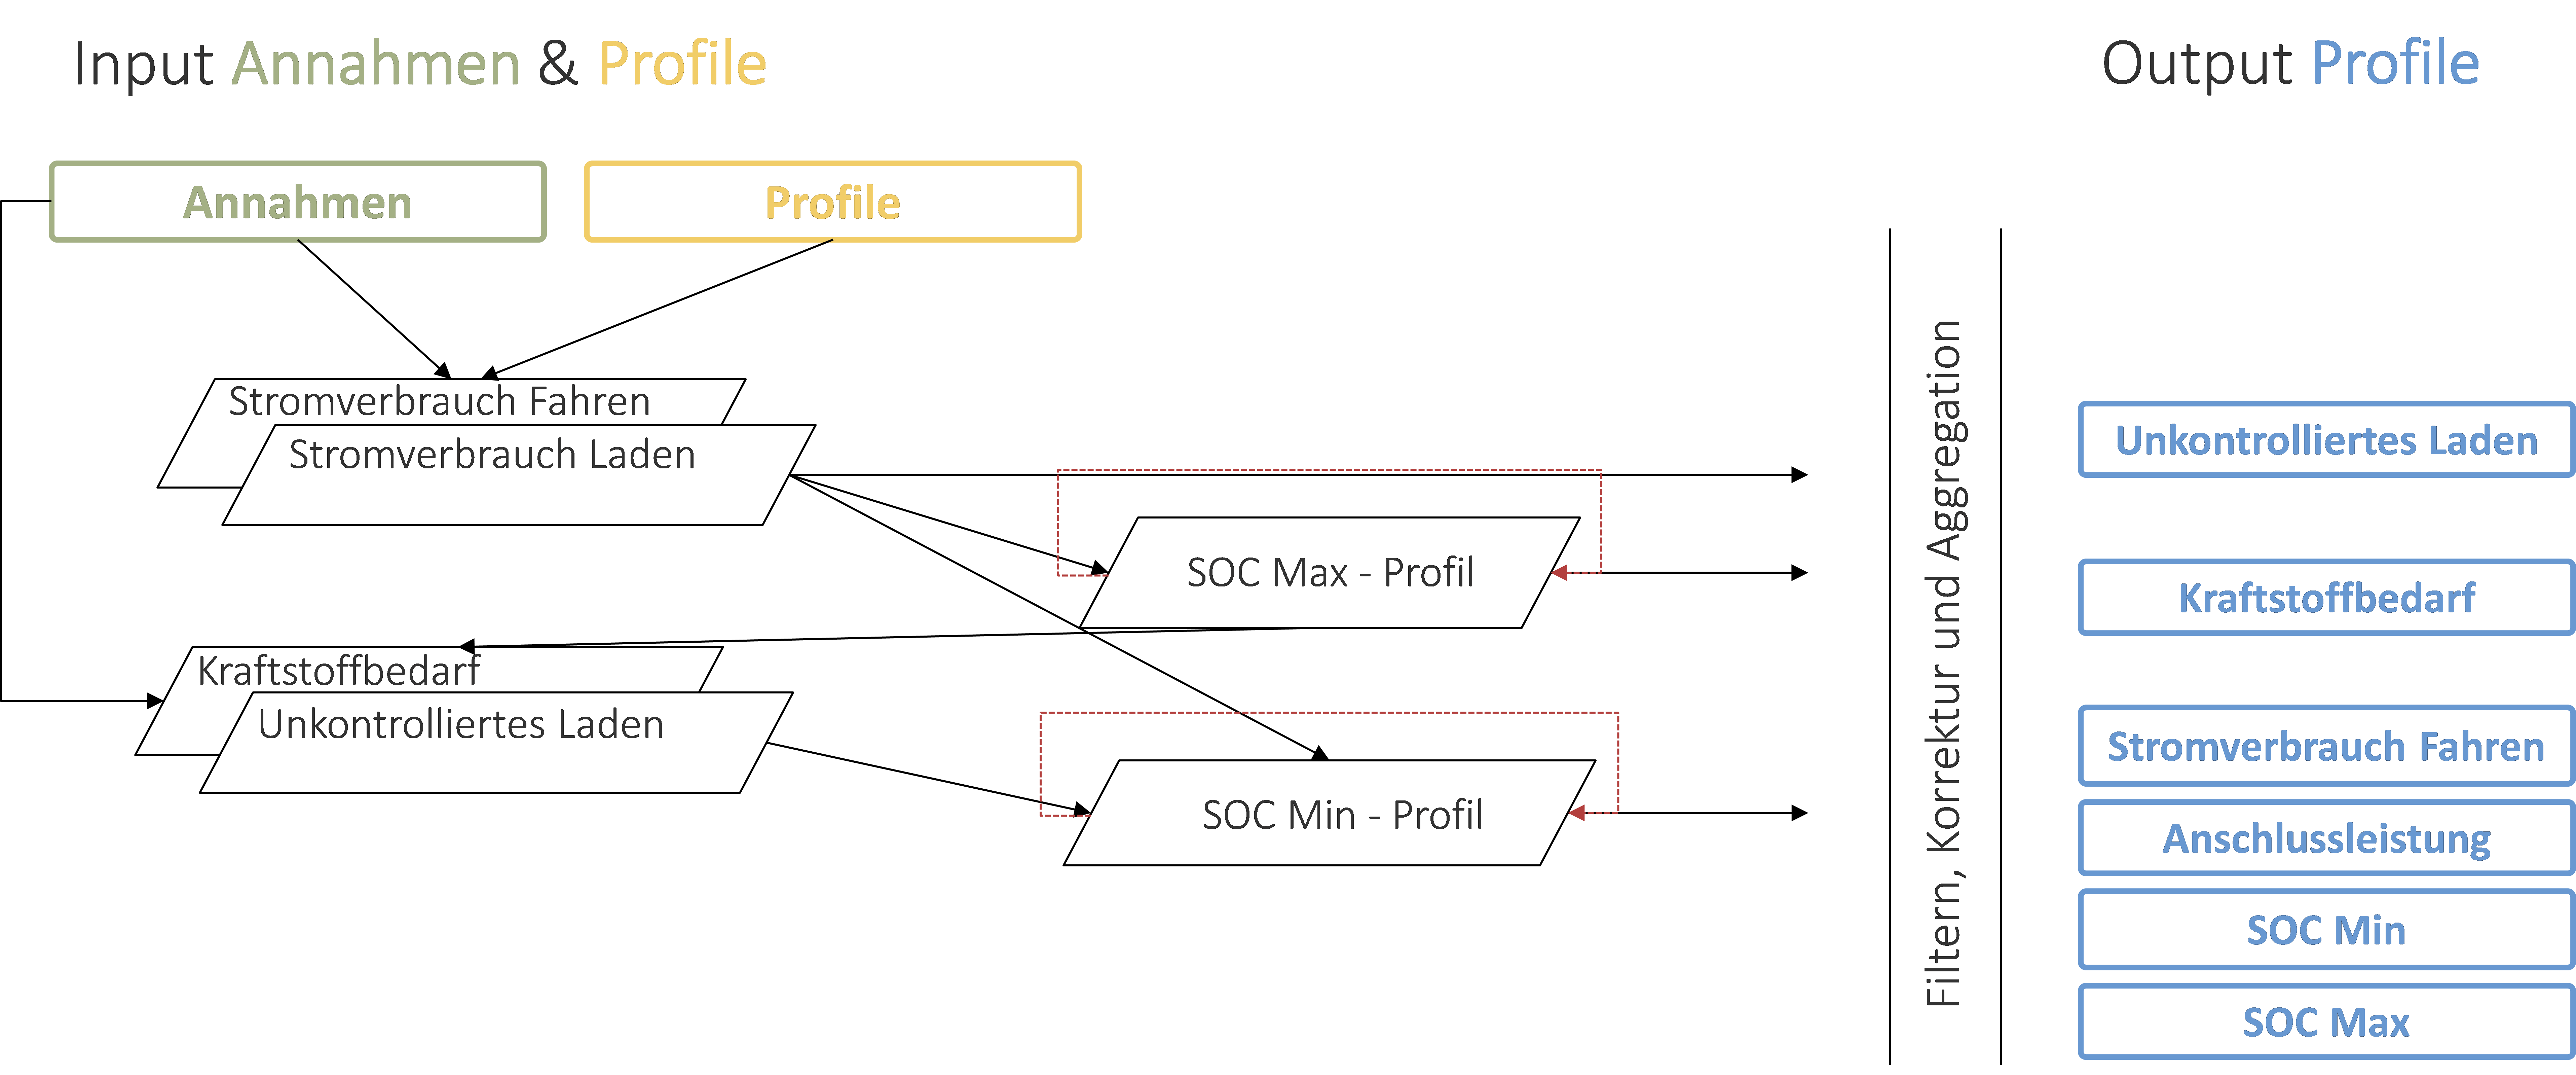 Input Annahmen & Profile
Output Profile
Annahmen
Profile
Stromverbrauch Fahren
Stromverbrauch Laden
SOC Max - Profil
Kraftstoffbedarf
Unkontrolliertes Laden
SOC Min - Profil
Filtern, Korrektur und Aggregation
Unkontrolliertes Laden
Kraftstoffbedarf
Stromverbrauch Fahren
Anschlussleistung
SOC Min
SOC Max